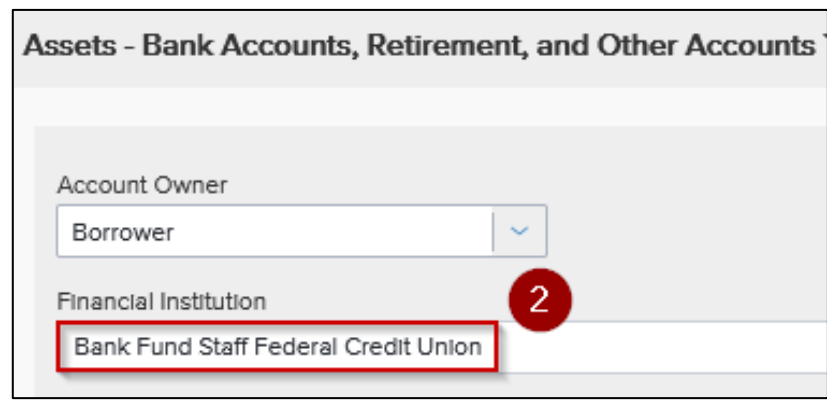 Assets - Bank Accounts, Retirement, and Other Accounts
Account Owner
Borrower
Financial Institution
2
Bank Fund Staff Federal Credit Union